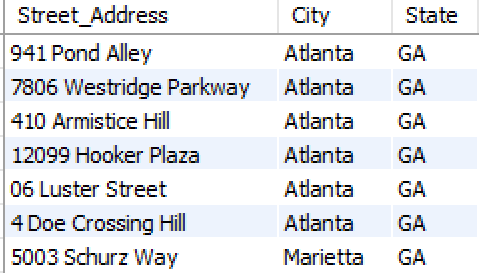 Street_Address City State
941 Pond Alley Atlanta GA
7806 Westridge Parkway Atlanta GA
410 Armistice Hill Atlanta GA
12099 Hooker Plaza Atlanta GA
06 Luster Street Atlanta GA
4 Doe Crossing Hill Atlanta GA
5003 Schurz Way Marietta GA